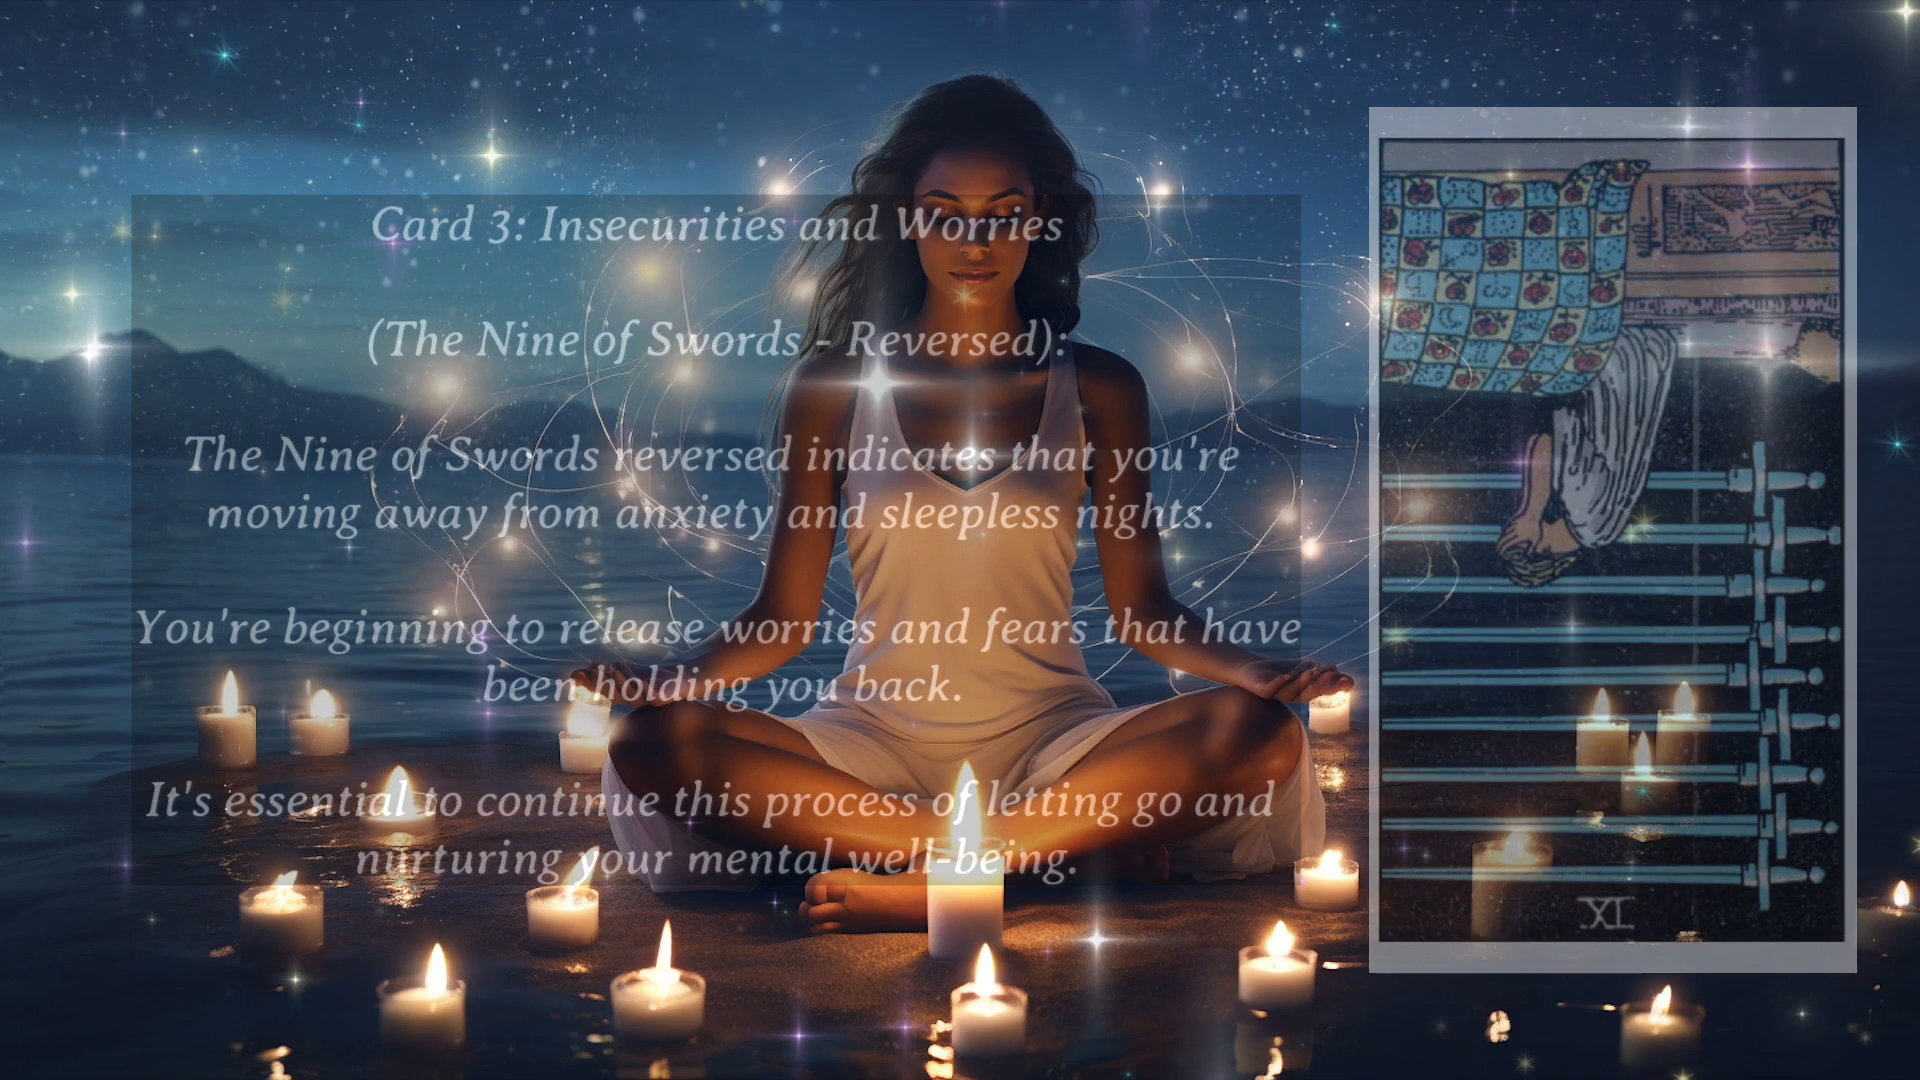 Card 3: Insecurities and Worries
(The Nine of Swords - Reversed):
The Nine of Swords reversed indicates that you're
moving away from anxiety and sleepless nights.
You're beginning to release worries and fears that have
been holding you back.
It's essential to continue this process of letting go and
nurturing your mental well-being.
IX